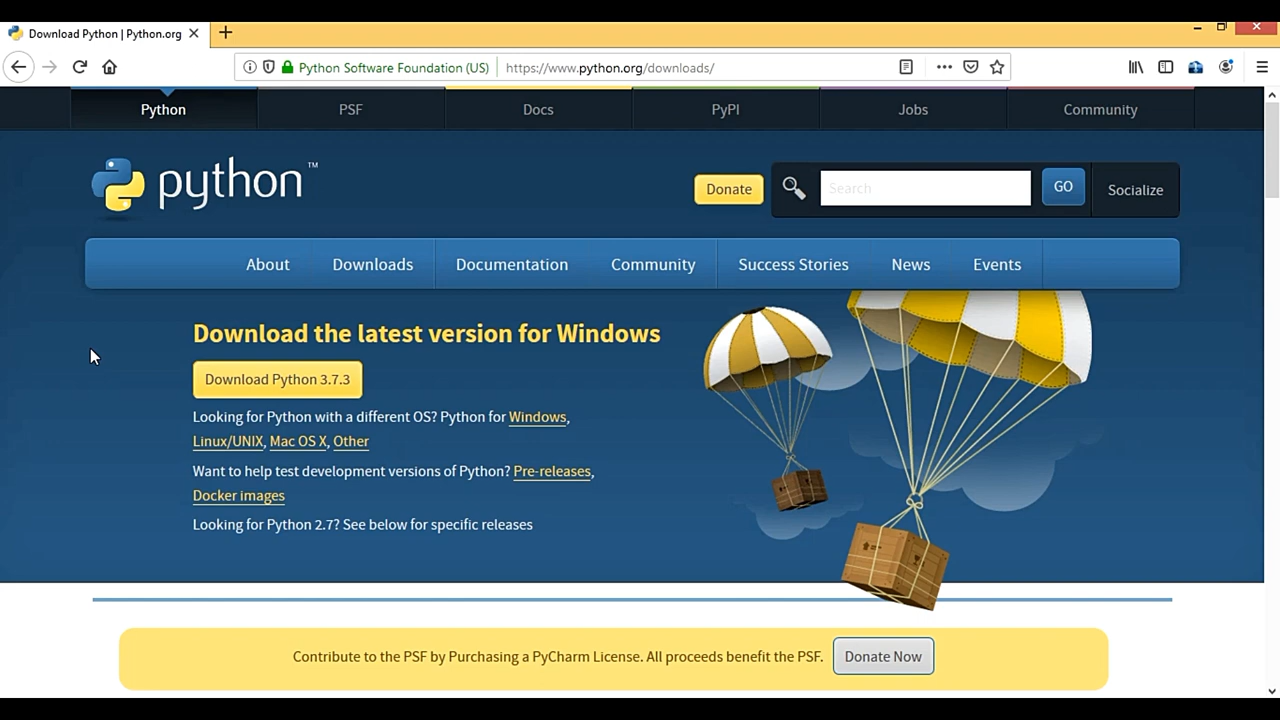 Download Python | Python.org
Python Software Foundation (US)
https://www.python.org/downloads/
Python
PSF
Docs
PyPI
Jobs
Community
python™
Donate
Search
GO
Socialize
About
Downloads
Documentation
Community
Success Stories
News
Events
Download the latest version for Windows
Download Python 3.7.3
Looking for Python with a different OS? Python for Windows,
Linux/UNIX, Mac OS X, Other
Want to help test development versions of Python? Pre-releases,
Docker images
Looking for Python 2.7? See below for specific releases
Contribute to the PSF by Purchasing a PyCharm License. All proceeds benefit the PSF.
Donate Now